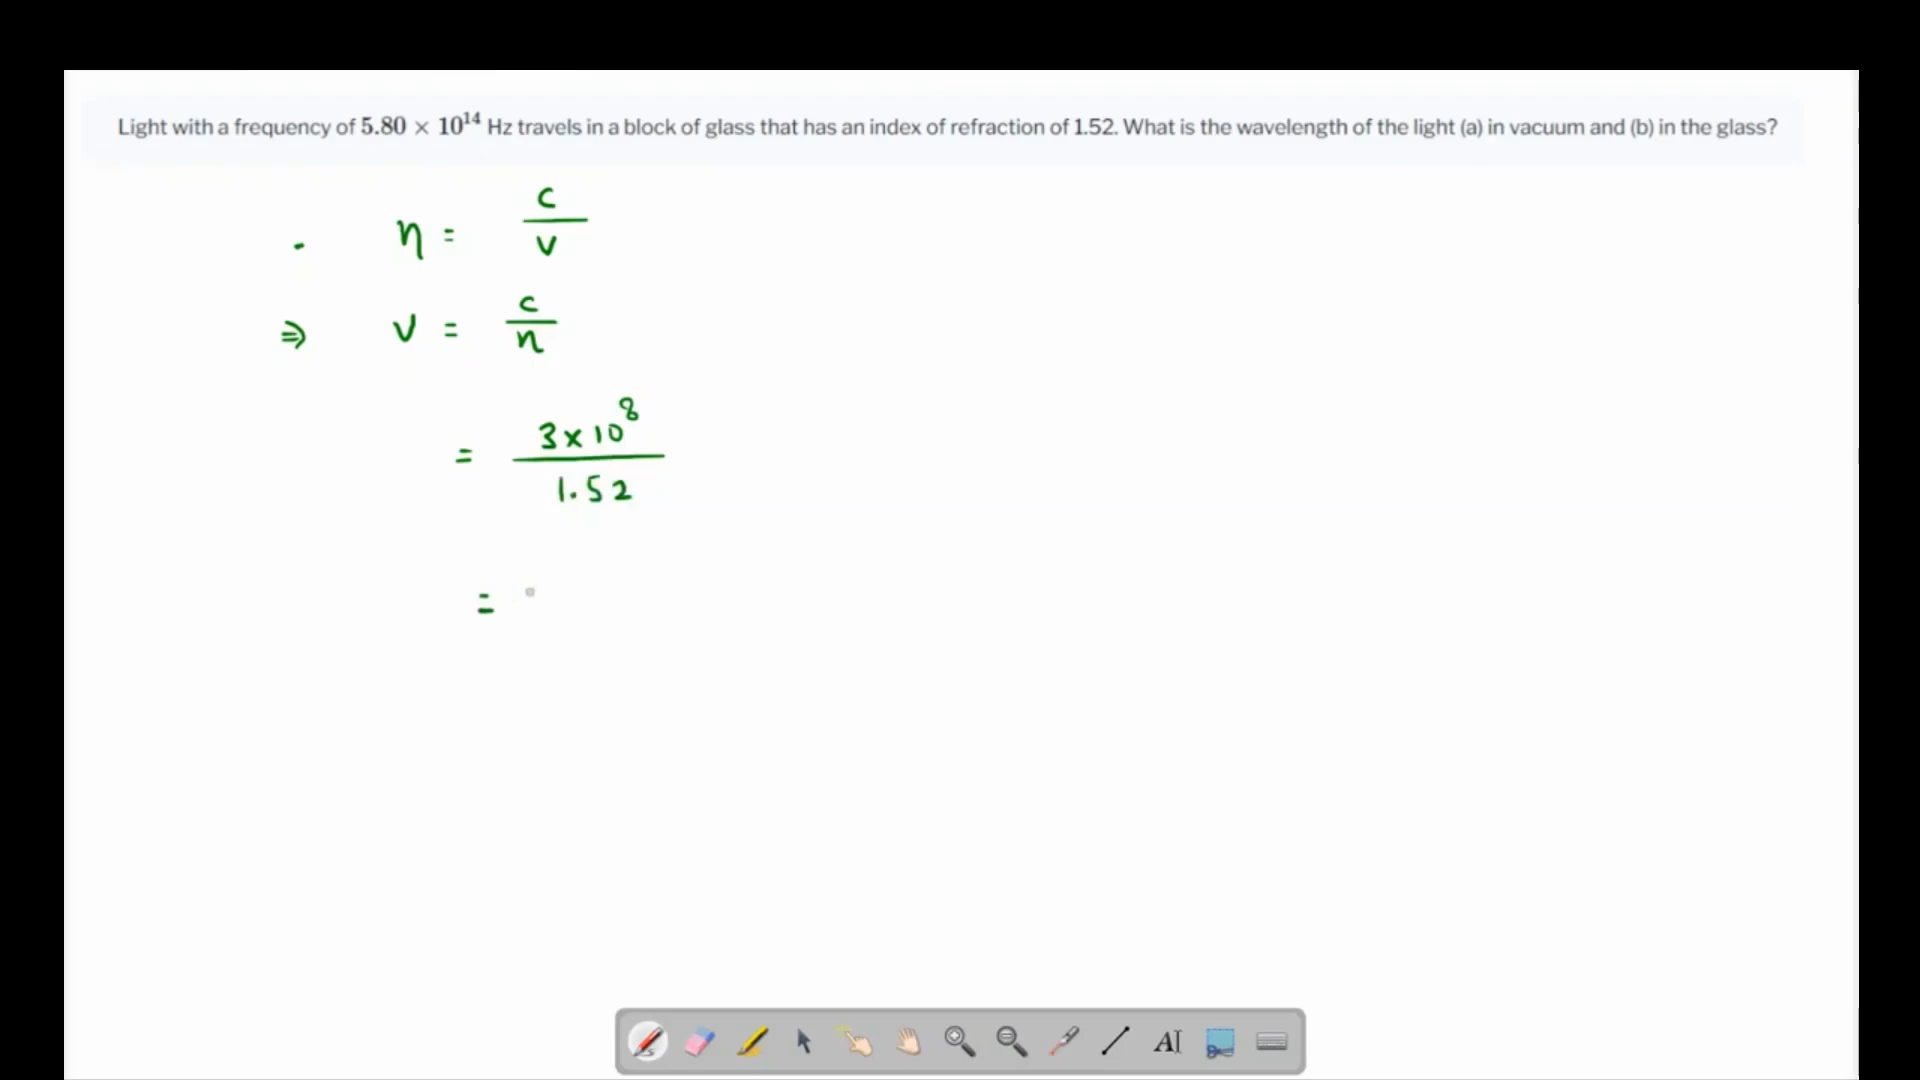 Light with a frequency of 5.80 × 10¹⁴ Hz travels in a block of glass that has an index of refraction of 1.52. What is the wavelength of the light (a) in vacuum and (b) in the glass?
. η = c/v
⇒ v = c/n
= 3×10⁸/1.52
=
AI